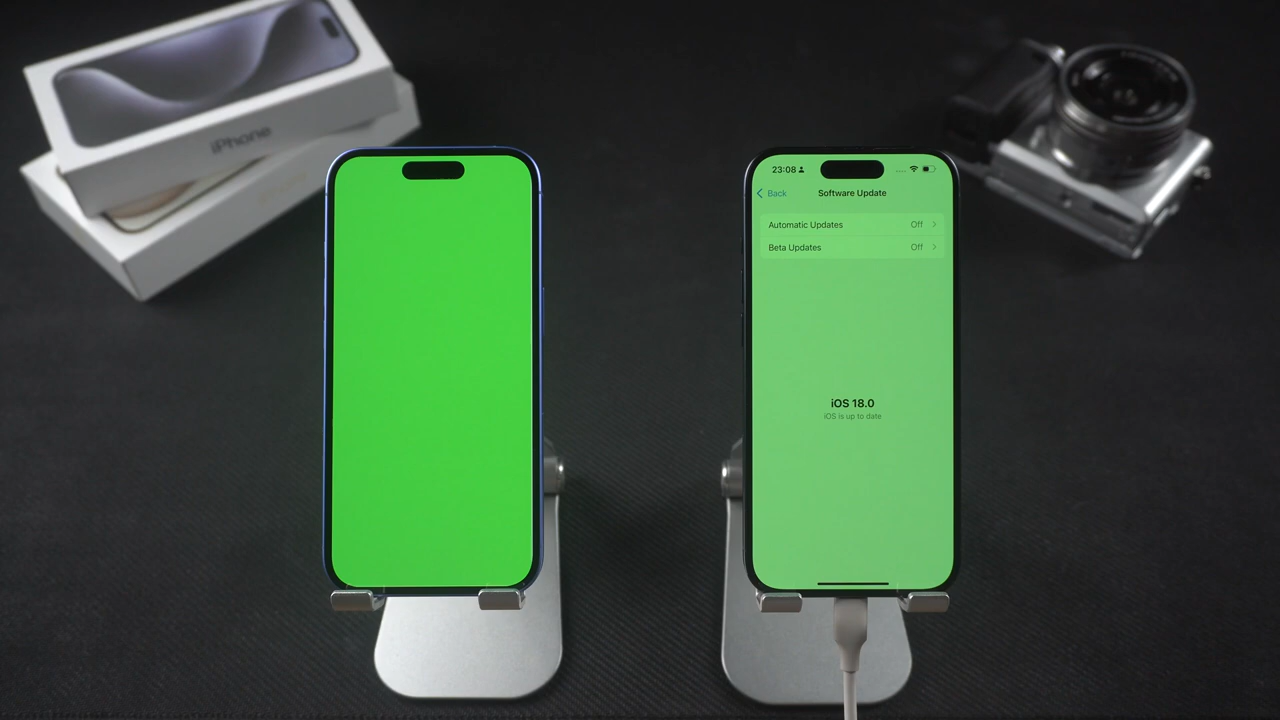 iPhone
23:08
Back
Software Update
Automatic Updates Off
Beta Updates Off
iOS 18.0
iOS is up to date